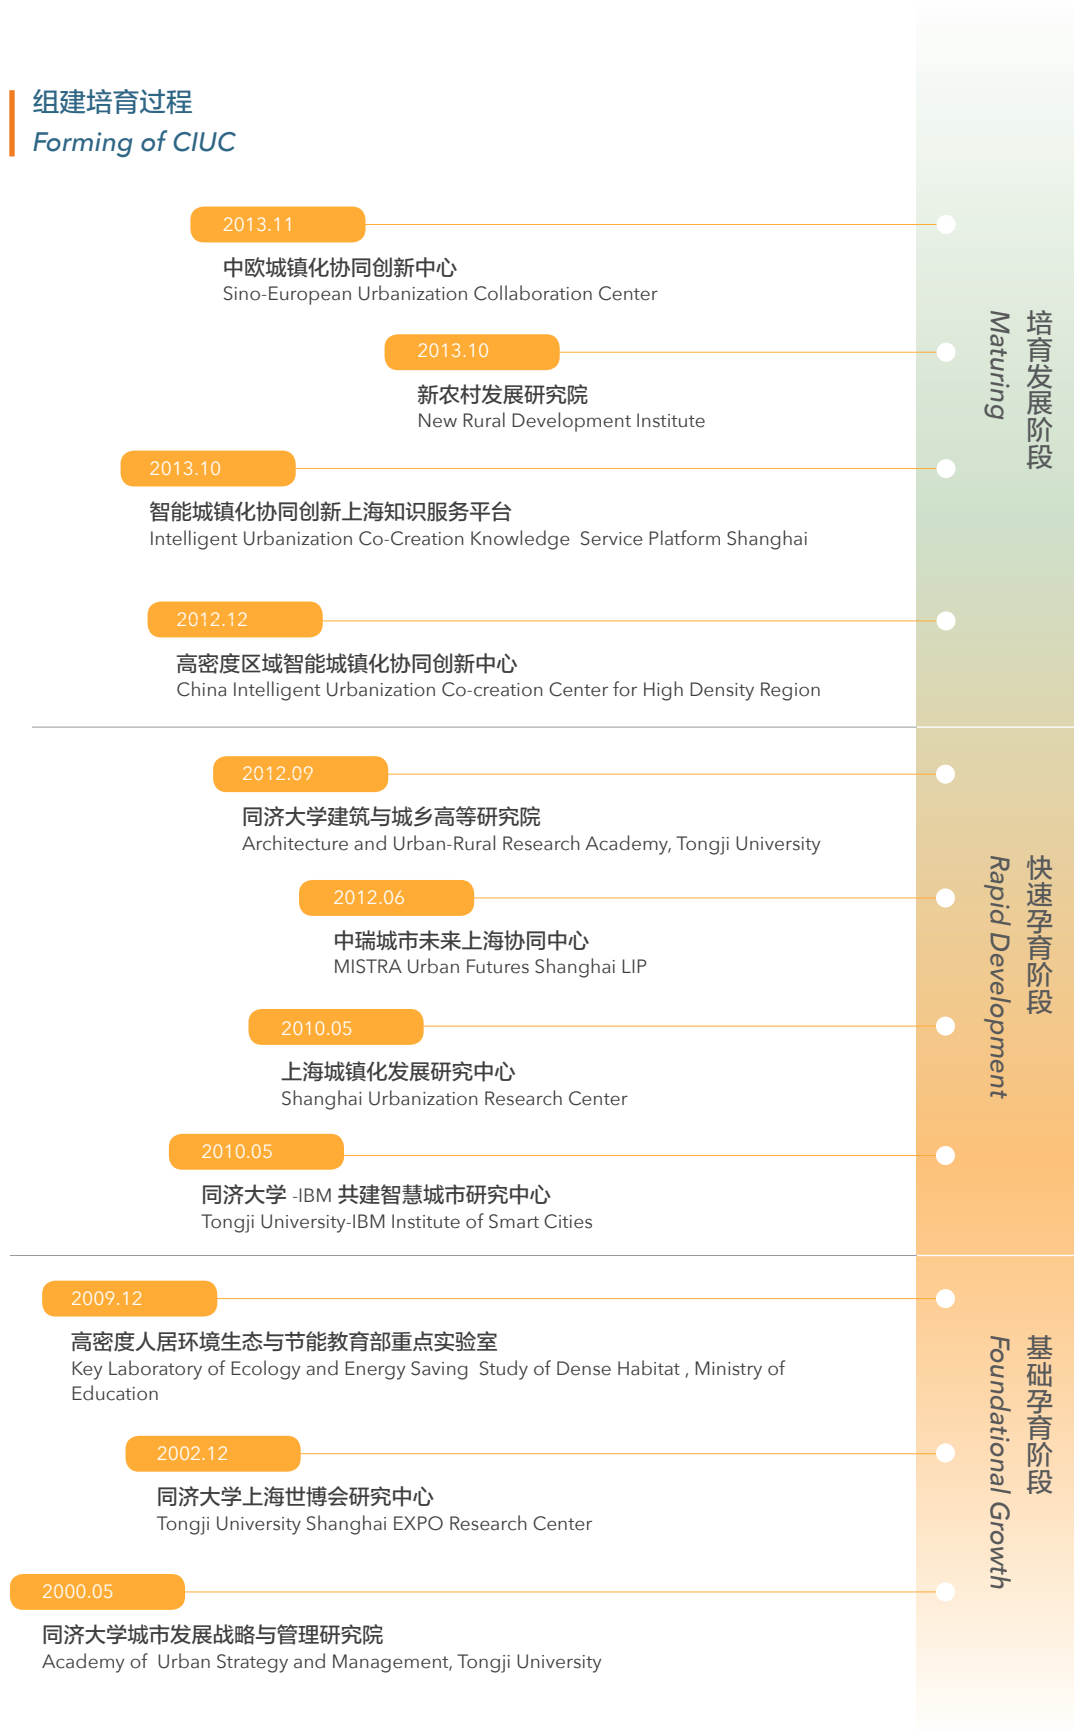 组建培育过程
Forming of CIUC
2013.11
中欧城镇化协同创新中心
Sino-European Urbanization Collaboration Center
2013.10
新农村发展研究院
New Rural Development Institute
2013.10
智能城镇化协同创新上海知识服务平台
Intelligent Urbanization Co-Creation Knowledge Service Platform Shanghai
2012.12
高密度区域智能城镇化协同创新中心
China Intelligent Urbanization Co-creation Center for High Density Region
培育发展阶段
Maturing
2012.09
同济大学建筑与城乡高等研究院
Architecture and Urban-Rural Research Academy, Tongji University
2012.06
中瑞城市未来上海协同中心
MISTRA Urban Futures Shanghai LIP
2010.05
上海城镇化发展研究中心
Shanghai Urbanization Research Center
2010.05
同济大学 -IBM 共建智慧城市研究中心
Tongji University-IBM Institute of Smart Cities
快速孕育阶段
Rapid Development
2009.12
高密度人居环境生态与节能教育部重点实验室
Key Laboratory of Ecology and Energy Saving Study of Dense Habitat , Ministry of
Education
2002.12
同济大学上海世博会研究中心
Tongji University Shanghai EXPO Research Center
2000.05
同济大学城市发展战略与管理研究院
Academy of Urban Strategy and Management, Tongji University
基础孕育阶段
Foundational Growth